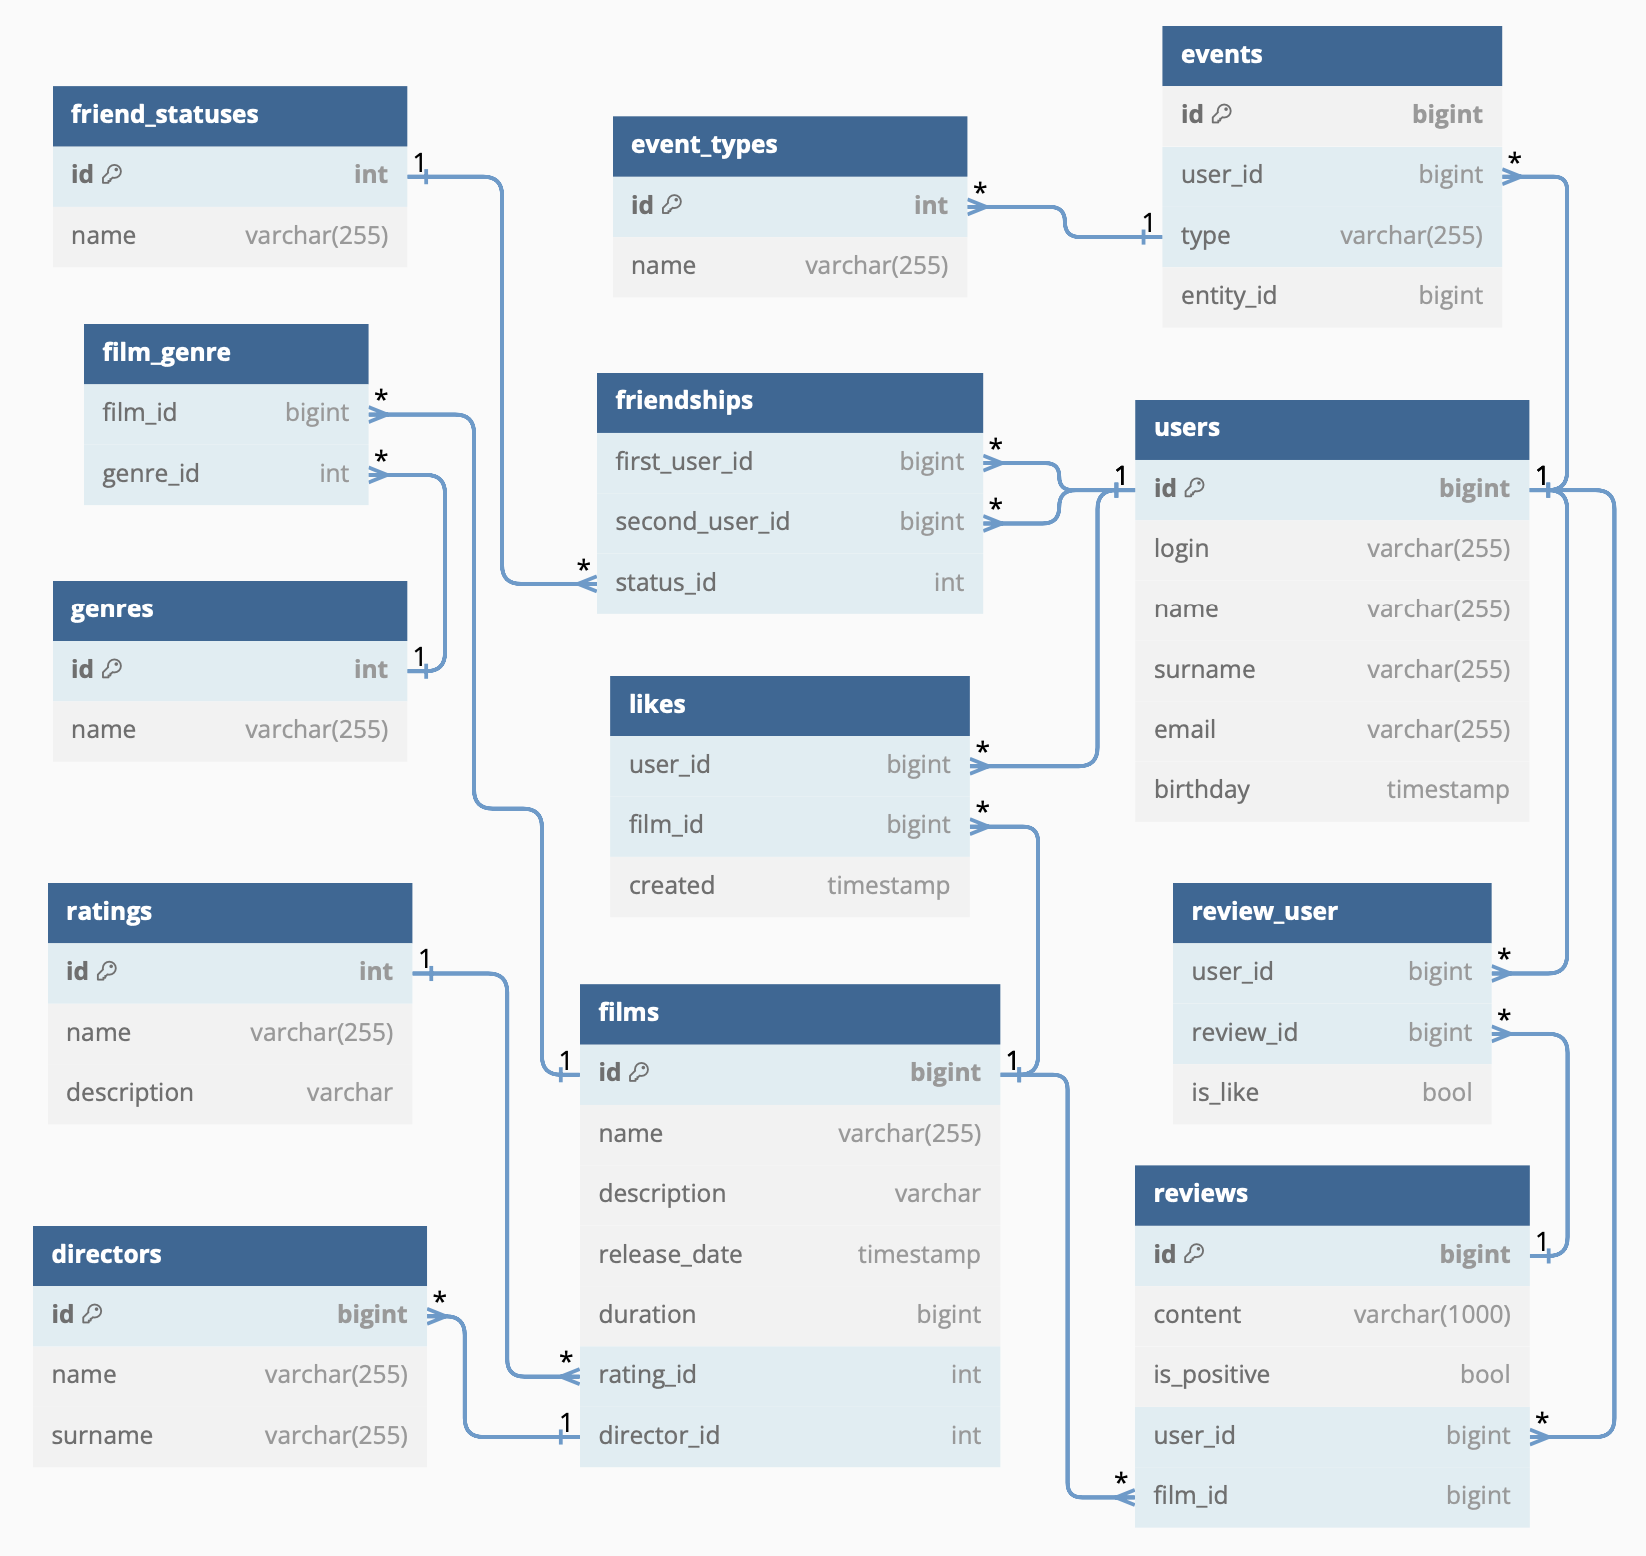 friend_statuses
id int
name varchar(255)
1
film_genre
film_id bigint
genre_id int
*
*
genres
id int
name varchar(255)
1
ratings
id int
name varchar(255)
description varchar
1
directors
id bigint
name varchar(255)
surname varchar(255)
*
event_types
id int
name varchar(255)
*
friendships
first_user_id bigint
second_user_id bigint
status_id int
*
*
*
likes
user_id bigint
film_id bigint
created timestamp
*
*
films
id bigint
name varchar(255)
description varchar
release_date timestamp
duration bigint
rating_id int
director_id int
1
1
*
1
events
id bigint
user_id bigint
type varchar(255)
entity_id bigint
*
1
users
id bigint
login varchar(255)
name varchar(255)
surname varchar(255)
email varchar(255)
birthday timestamp
1
1
review_user
user_id bigint
review_id bigint
is_like bool
*
*
reviews
id bigint
content varchar(1000)
is_positive bool
user_id bigint
film_id bigint
1
*
*